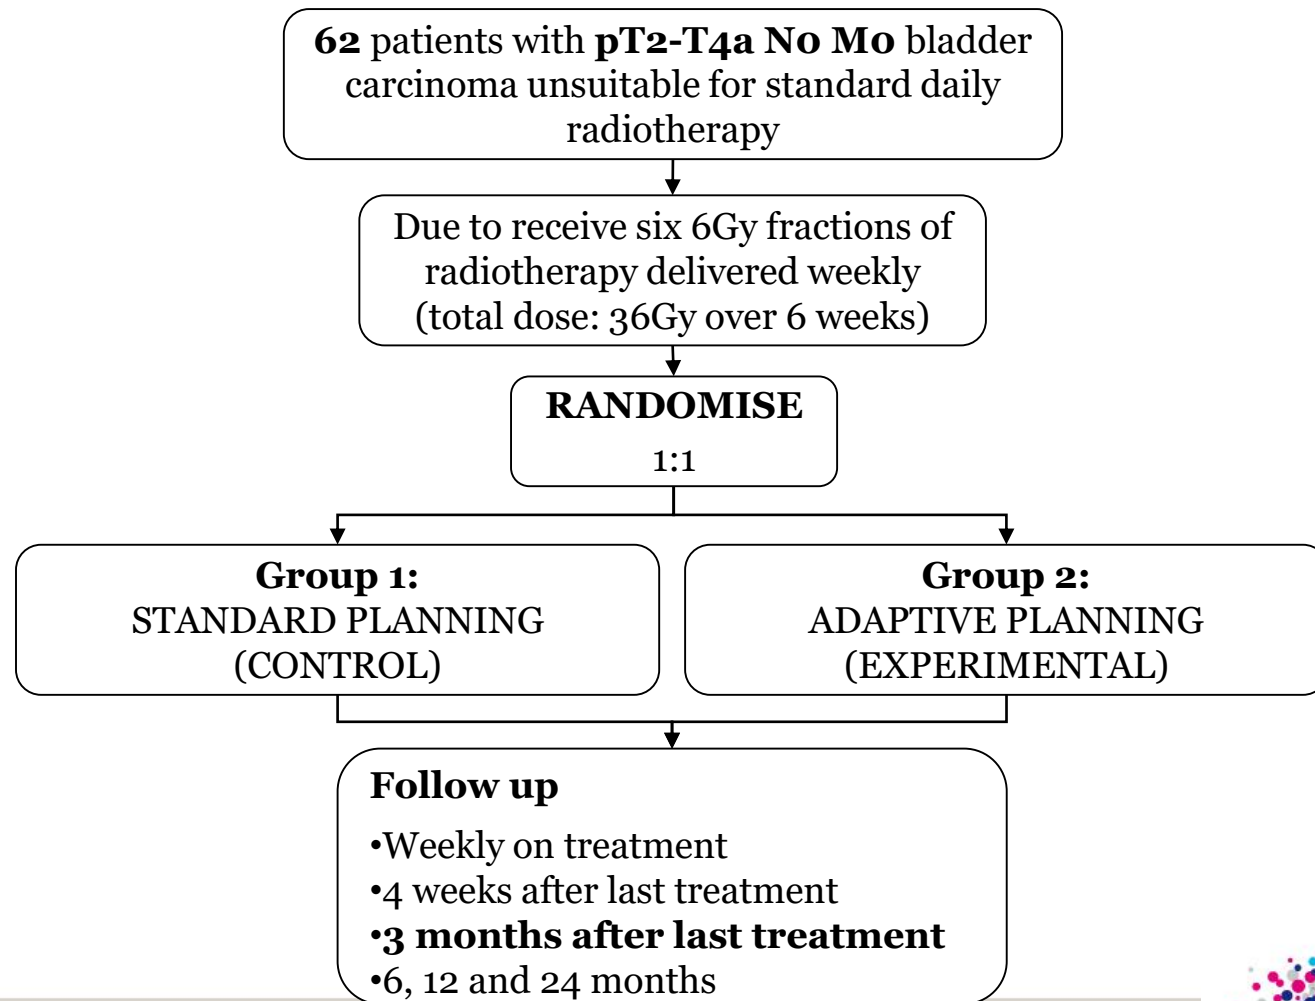 62 patients with pT2-T4a N0 M0 bladder
carcinoma unsuitable for standard daily
radiotherapy
Due to receive six 6Gy fractions of
radiotherapy delivered weekly
(total dose: 36Gy over 6 weeks)
RANDOMISE
1:1
Group 1:
STANDARD PLANNING
(CONTROL)
Group 2:
ADAPTIVE PLANNING
(EXPERIMENTAL)
Follow up
•Weekly on treatment
•4 weeks after last treatment
•3 months after last treatment
•6, 12 and 24 months